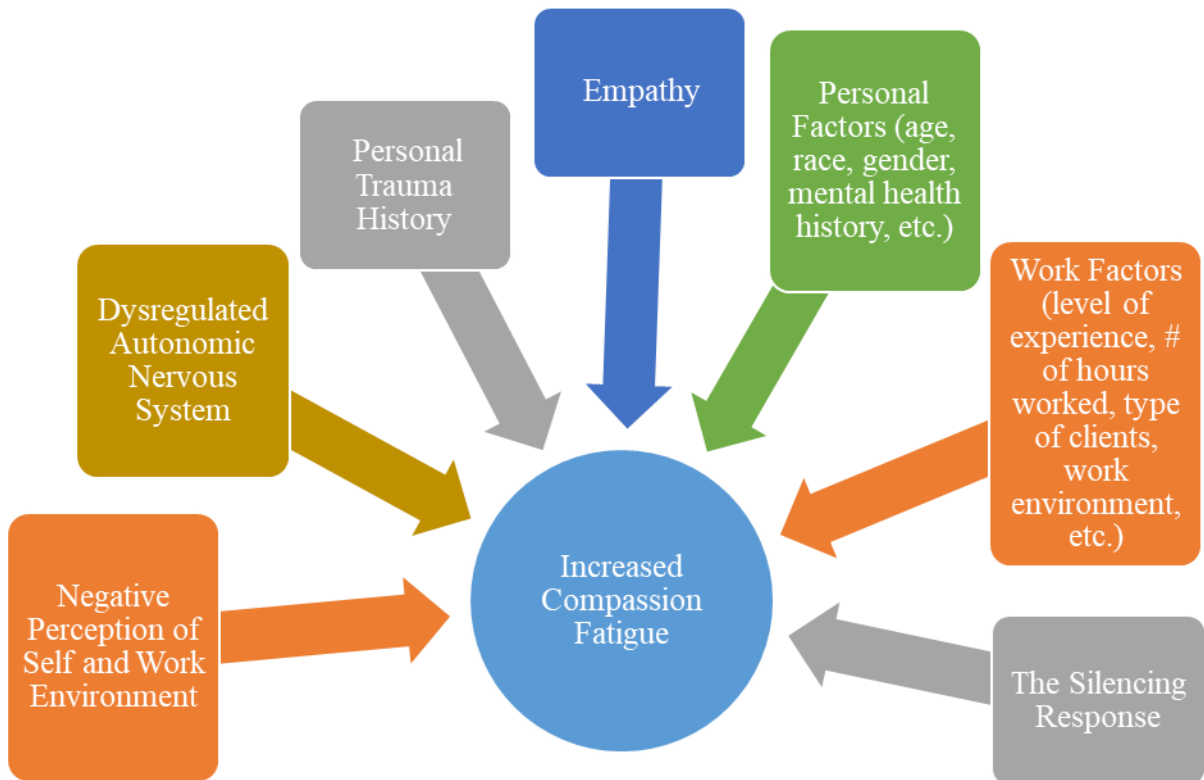 Empathy
Personal
Factors (age,
race, gender,
mental health
history, etc.)
Personal
Trauma
History
Work Factors
(level of
experience, #
of hours
worked, type
of clients,
work
environment,
etc.)
Dysregulated
Autonomic
Nervous
System
Increased
Compassion
Fatigue
Negative
Perception of
Self and Work
Environment
The Silencing
Response